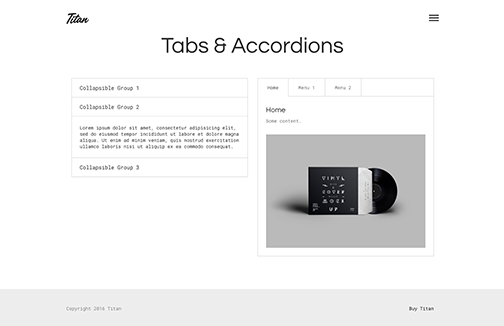 Titan
Tabs & Accordions
Collapsible Group 1
Collapsible Group 2
Lorem ipsum dolor sit amet, consectetur adipisicing elit,
sed do eiusmod tempor incididunt ut labore et dolore magna
aliqua. Ut enim ad minim veniam, quis nostrud exercitation
ullamco laboris nisi ut aliquip ex ea commodo consequat.
Collapsible Group 3
Home Menu 1 Menu 2
Home
Some content.
VINYL
COVER
MOCK
UP
Copyright 2016 Titan
Buy Titan